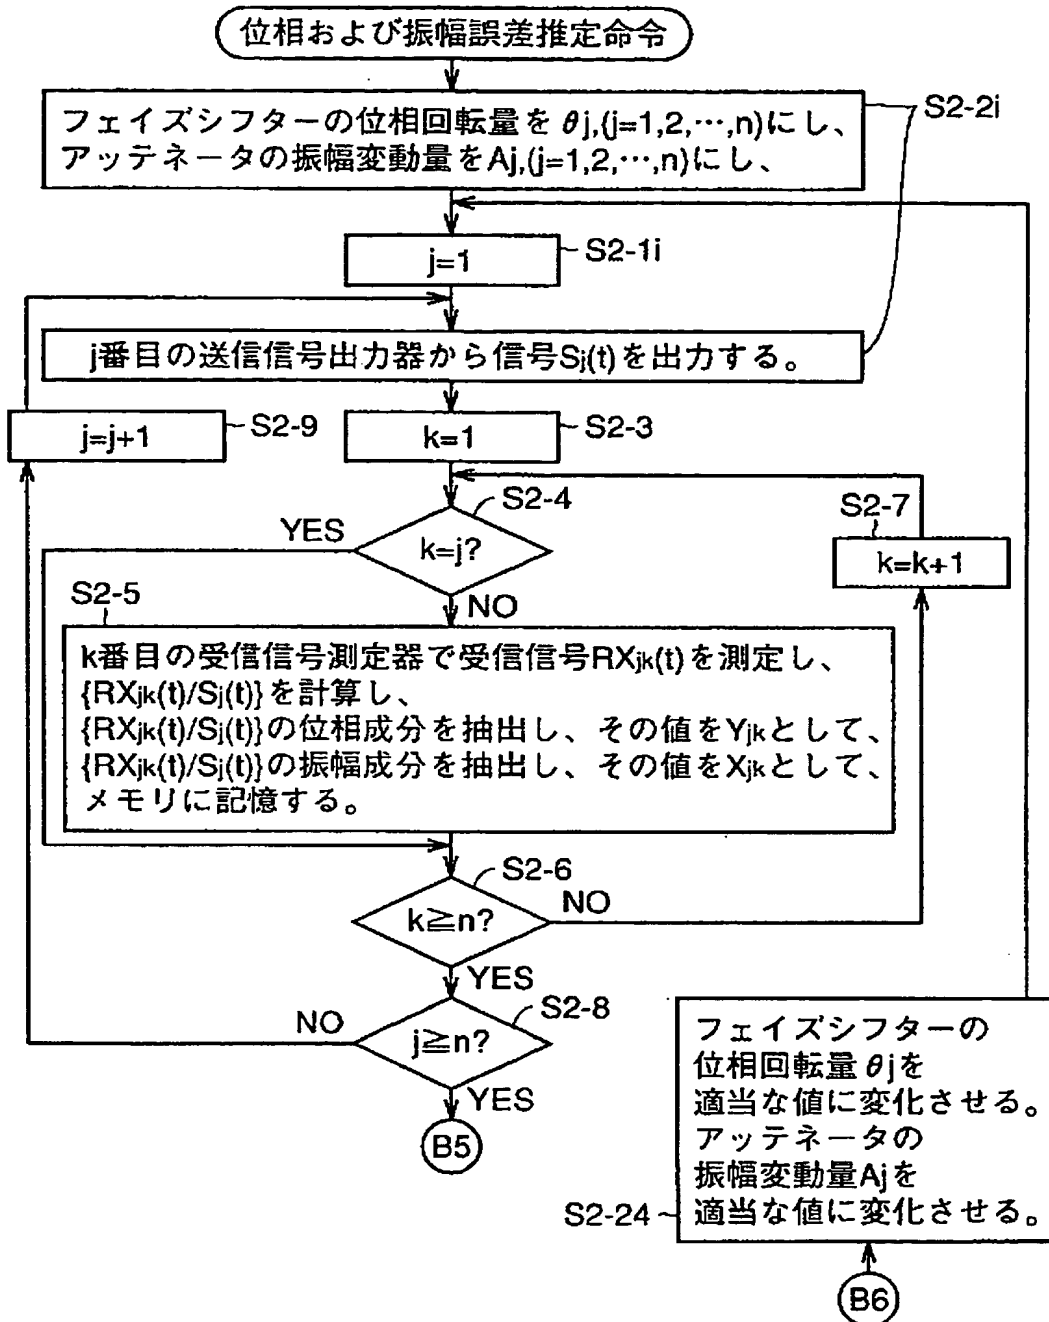 位相および振幅誤差推定命令
フェイズシフターの位相回転量を θj,(j=1,2,…,n)にし、
アッテネータの振幅変動量をAj,(j=1,2,…,n)にし、
S2-2i
j=1
S2-1i
j番目の送信信号出力器から信号Sj(t)を出力する。
j=j+1
S2-9
k=1
S2-3
S2-4
S2-7
YES
k=j?
k=k+1
S2-5
NO
k番目の受信信号測定器で受信信号RXjk(t)を測定し、
{RXjk(t)/Sj(t)}を計算し、
{RXjk(t)/Sj(t)}の位相成分を抽出し、その値をYjkとして、
{RXjk(t)/Sj(t)}の振幅成分を抽出し、その値をXjkとして、
メモリに記憶する。
S2-6
k≧n?
NO
YES
S2-8
NO
j≧n?
YES
B5
フェイズシフターの
位相回転量 θjを
適当な値に変化させる。
アッテネータの
振幅変動量Ajを
適当な値に変化させる。
S2-24
B6